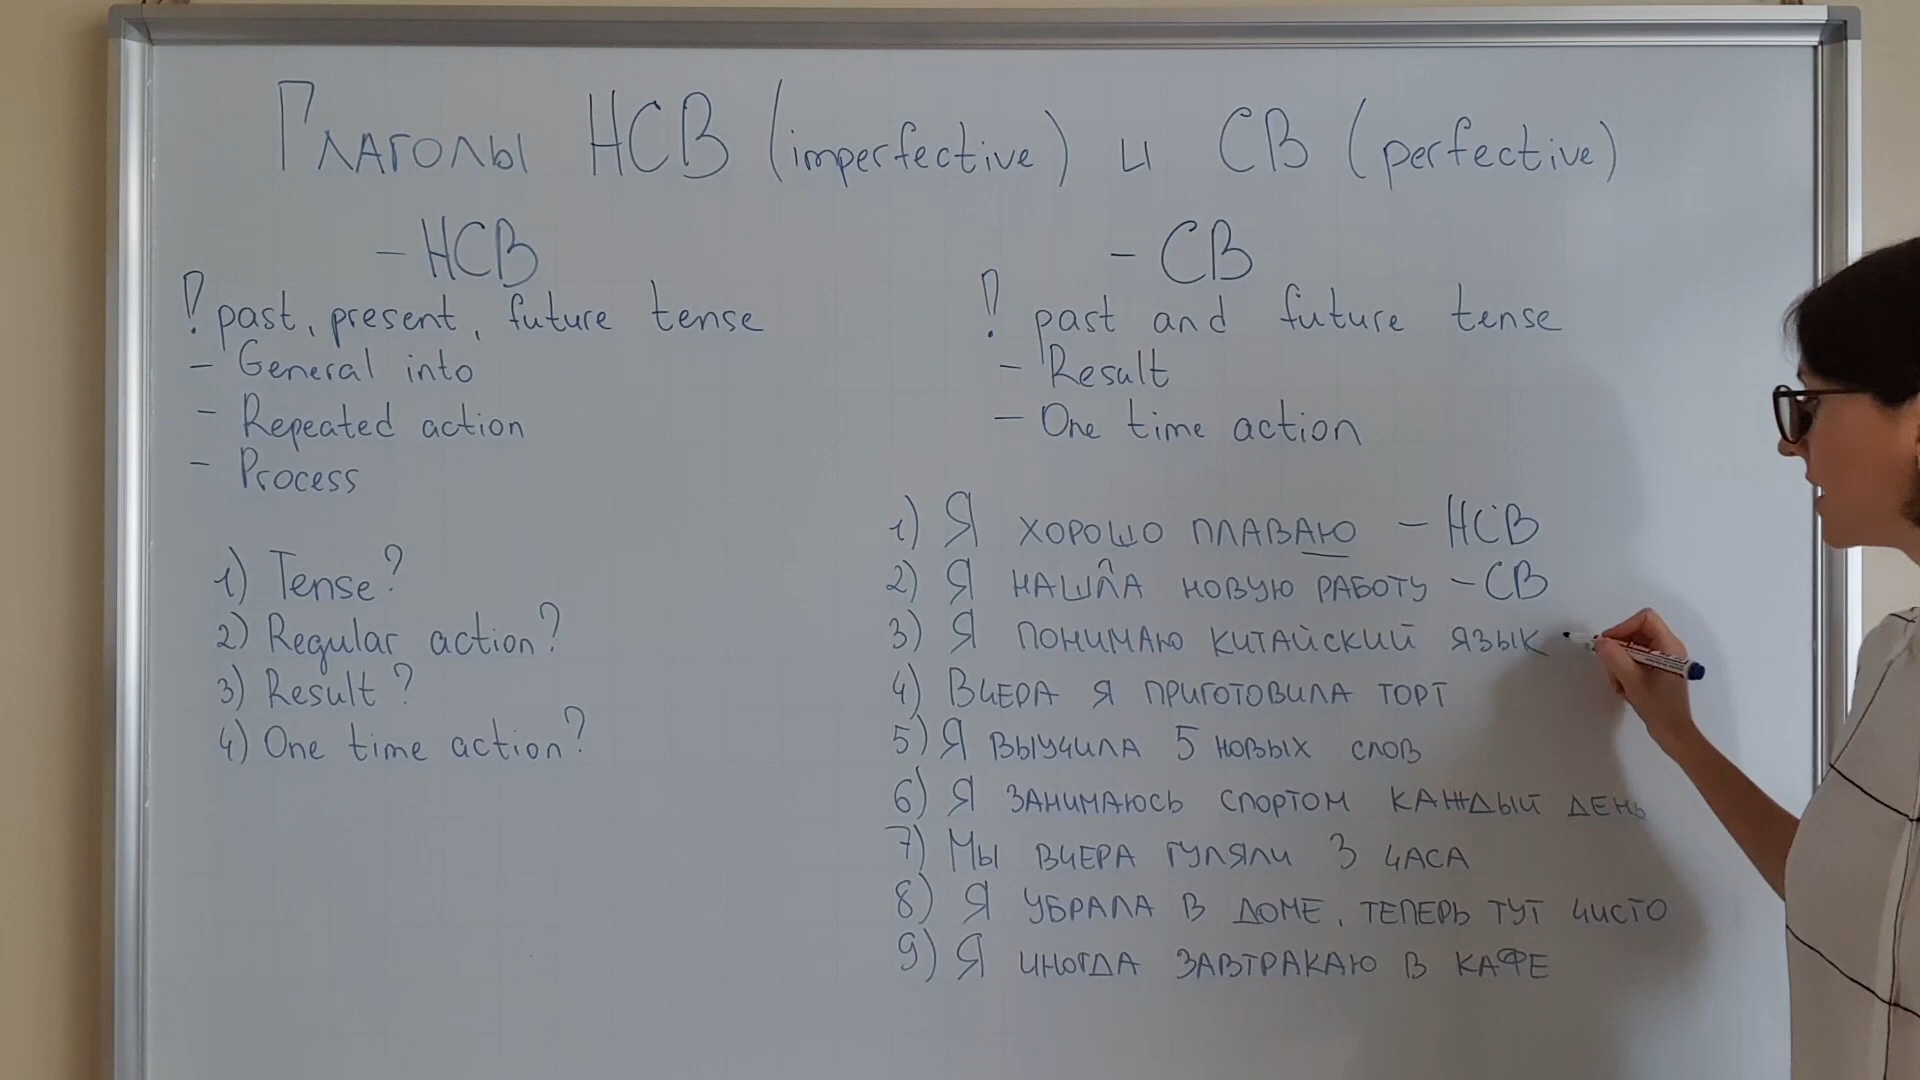 Глаголы НСВ (imperfective) и СВ (perfective)
- НСВ
! past, present, future tense
- General into
- Repeated action
- Process
1) Tense?
2) Regular action?
3) Result?
4) One time action?
- СВ
! past and future tense
- Result
- One time action
1) Я хорошо плаваю - НСВ
2) Я нашла новую работу - СВ
3) Я понимаю китайский язык
4) Вчера я приготовила торт
5) Я выучила 5 новых слов
6) Я занимаюсь спортом каждый день
7) Мы вчера гуляли 3 часа
8) Я убрала в доме, теперь тут чисто
9) Я иногда завтракаю в кафе